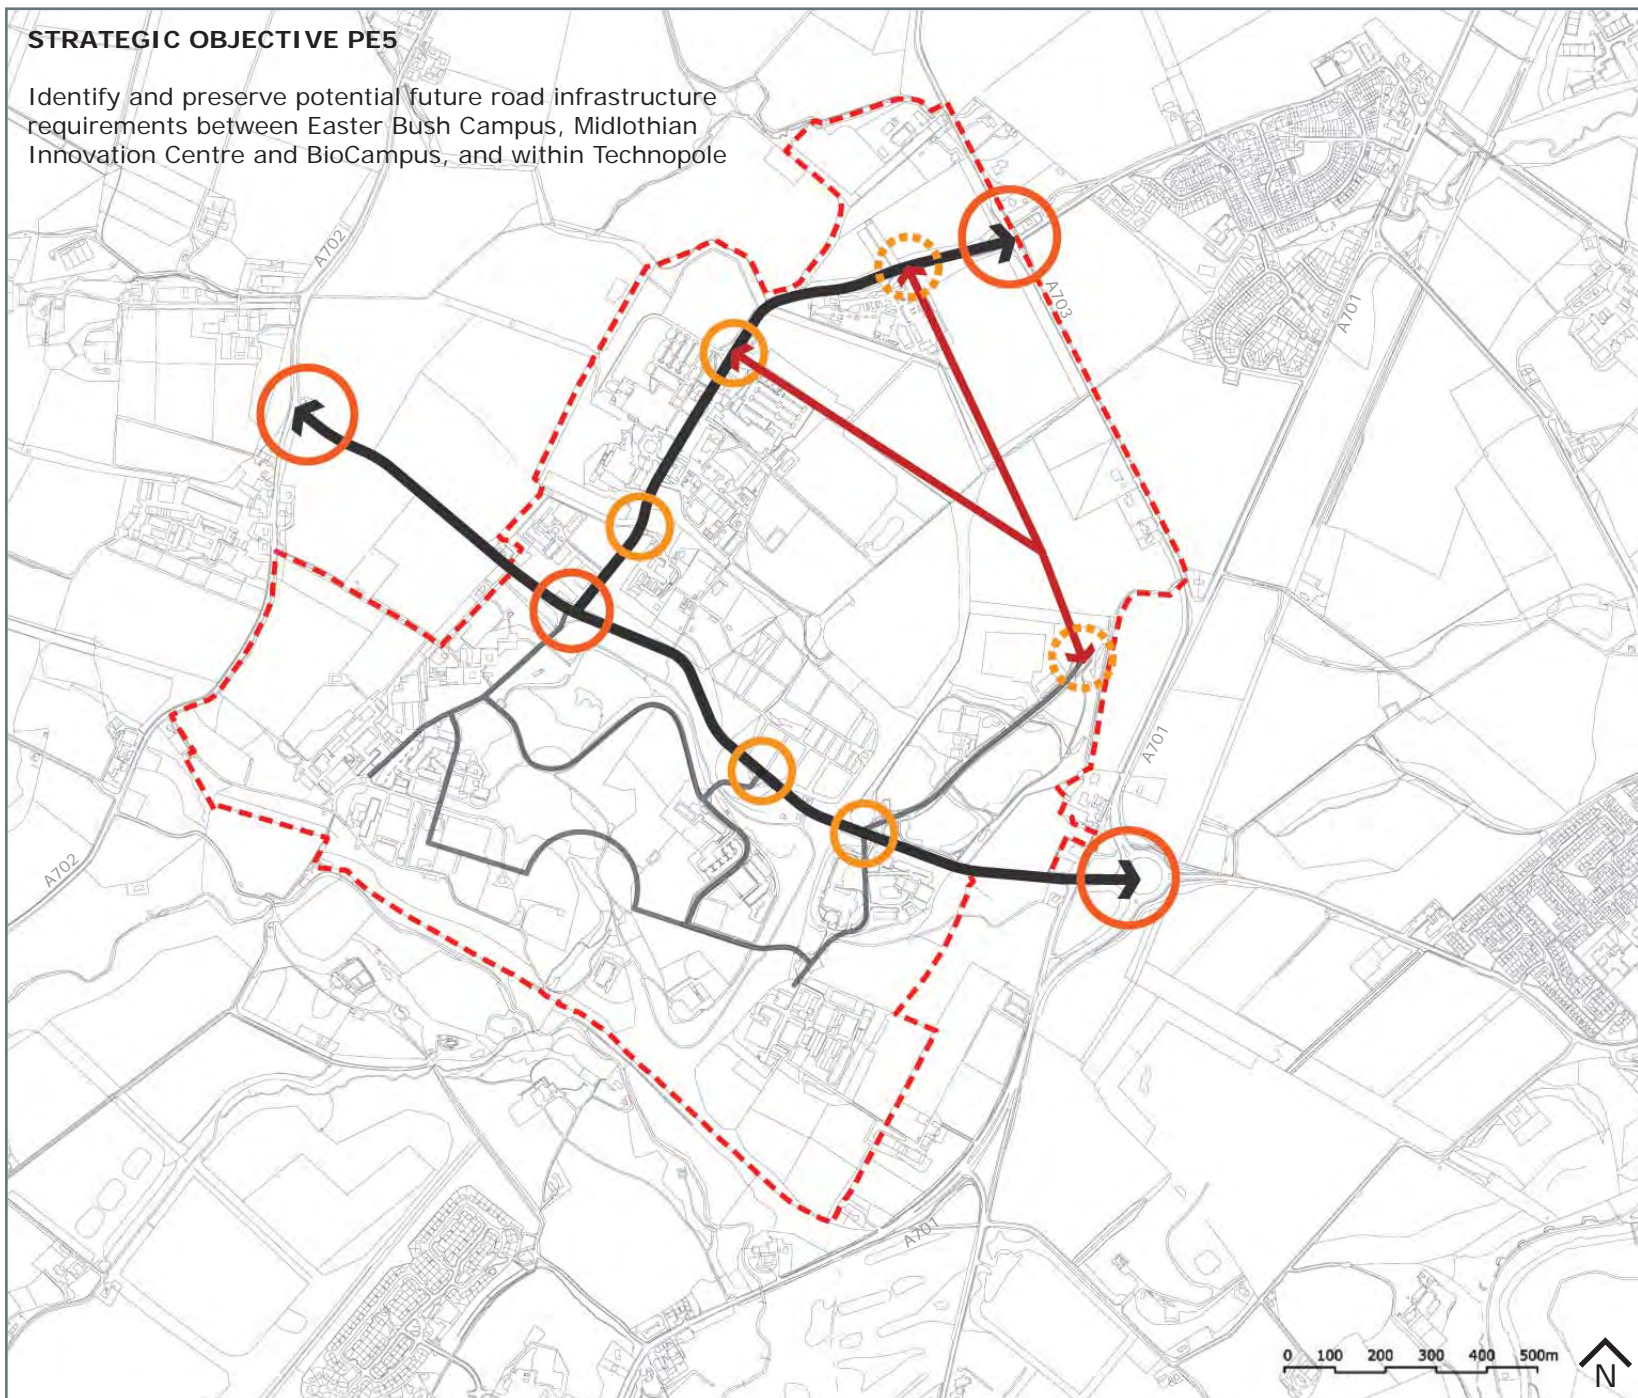 STRATEGIC OBJECTIVE PE5
Identify and preserve potential future road infrastructure
requirements between Easter Bush Campus, Midlothian
Innovation Centre and BioCampus, and within Technopole
A702
A703
A701
A701
A702
A701
0 100 200 300 400 500m
N